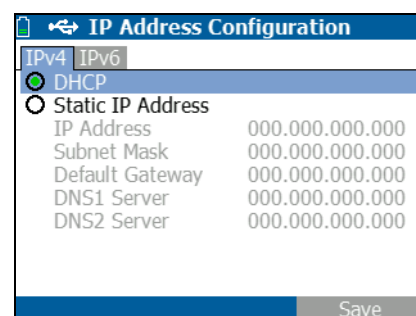 IP Address Configuration
IPv4 IPv6
DHCP
Static IP Address
IP Address 000.000.000.000
Subnet Mask 000.000.000.000
Default Gateway 000.000.000.000
DNS1 Server 000.000.000.000
DNS2 Server 000.000.000.000
Save